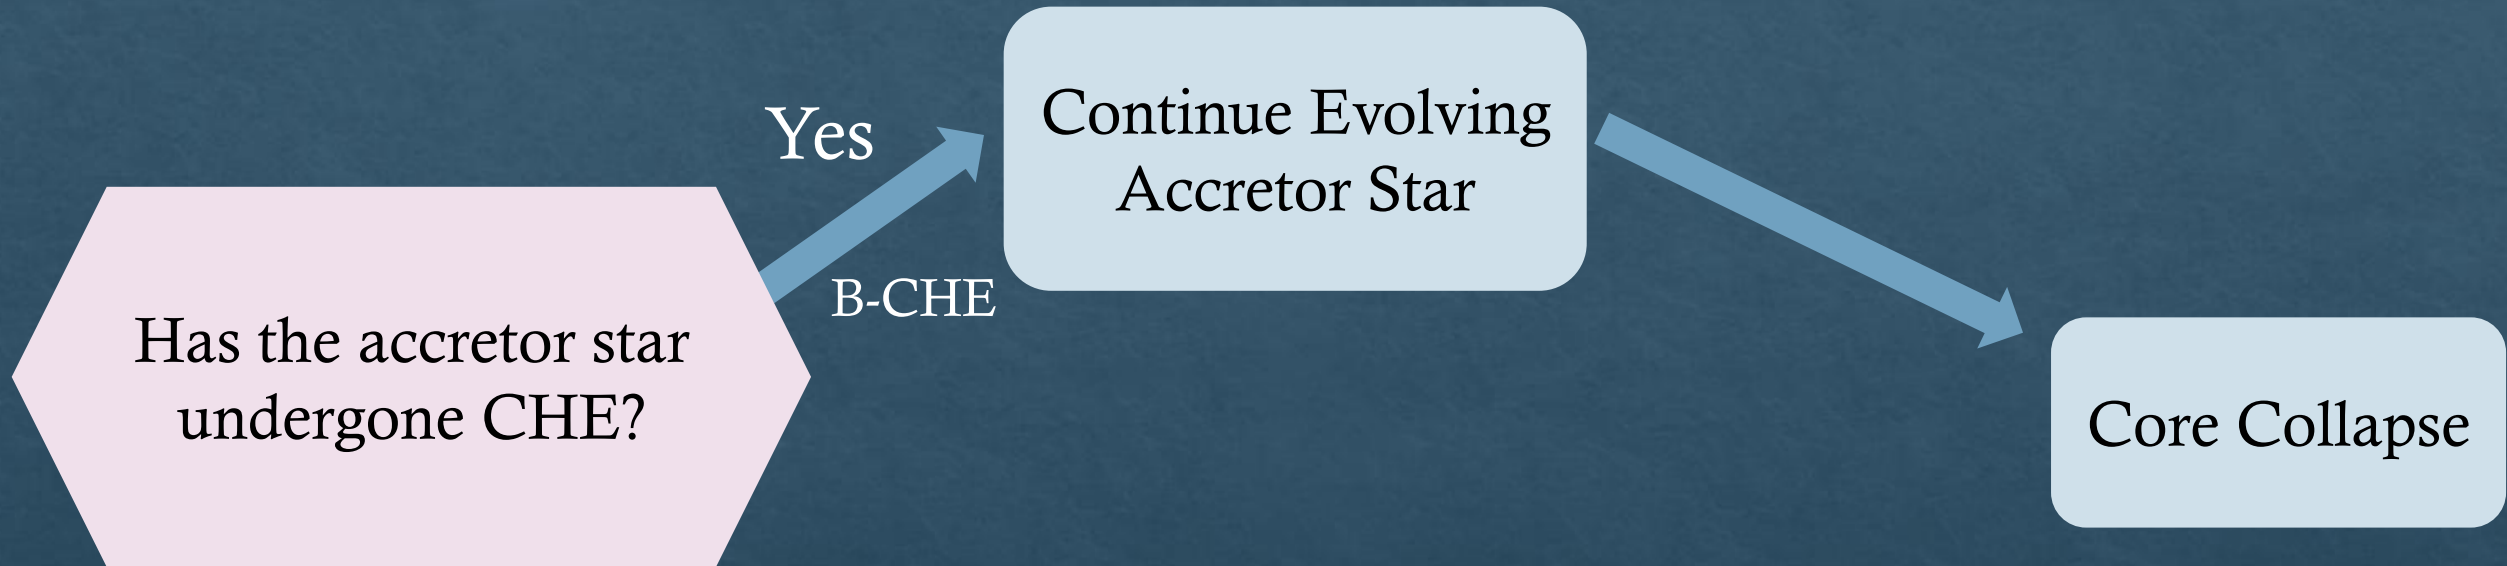 Yes
Continue Evolving
Accretor Star
B-CHE
Has the accretor star
undergone CHE?
Core Collapse